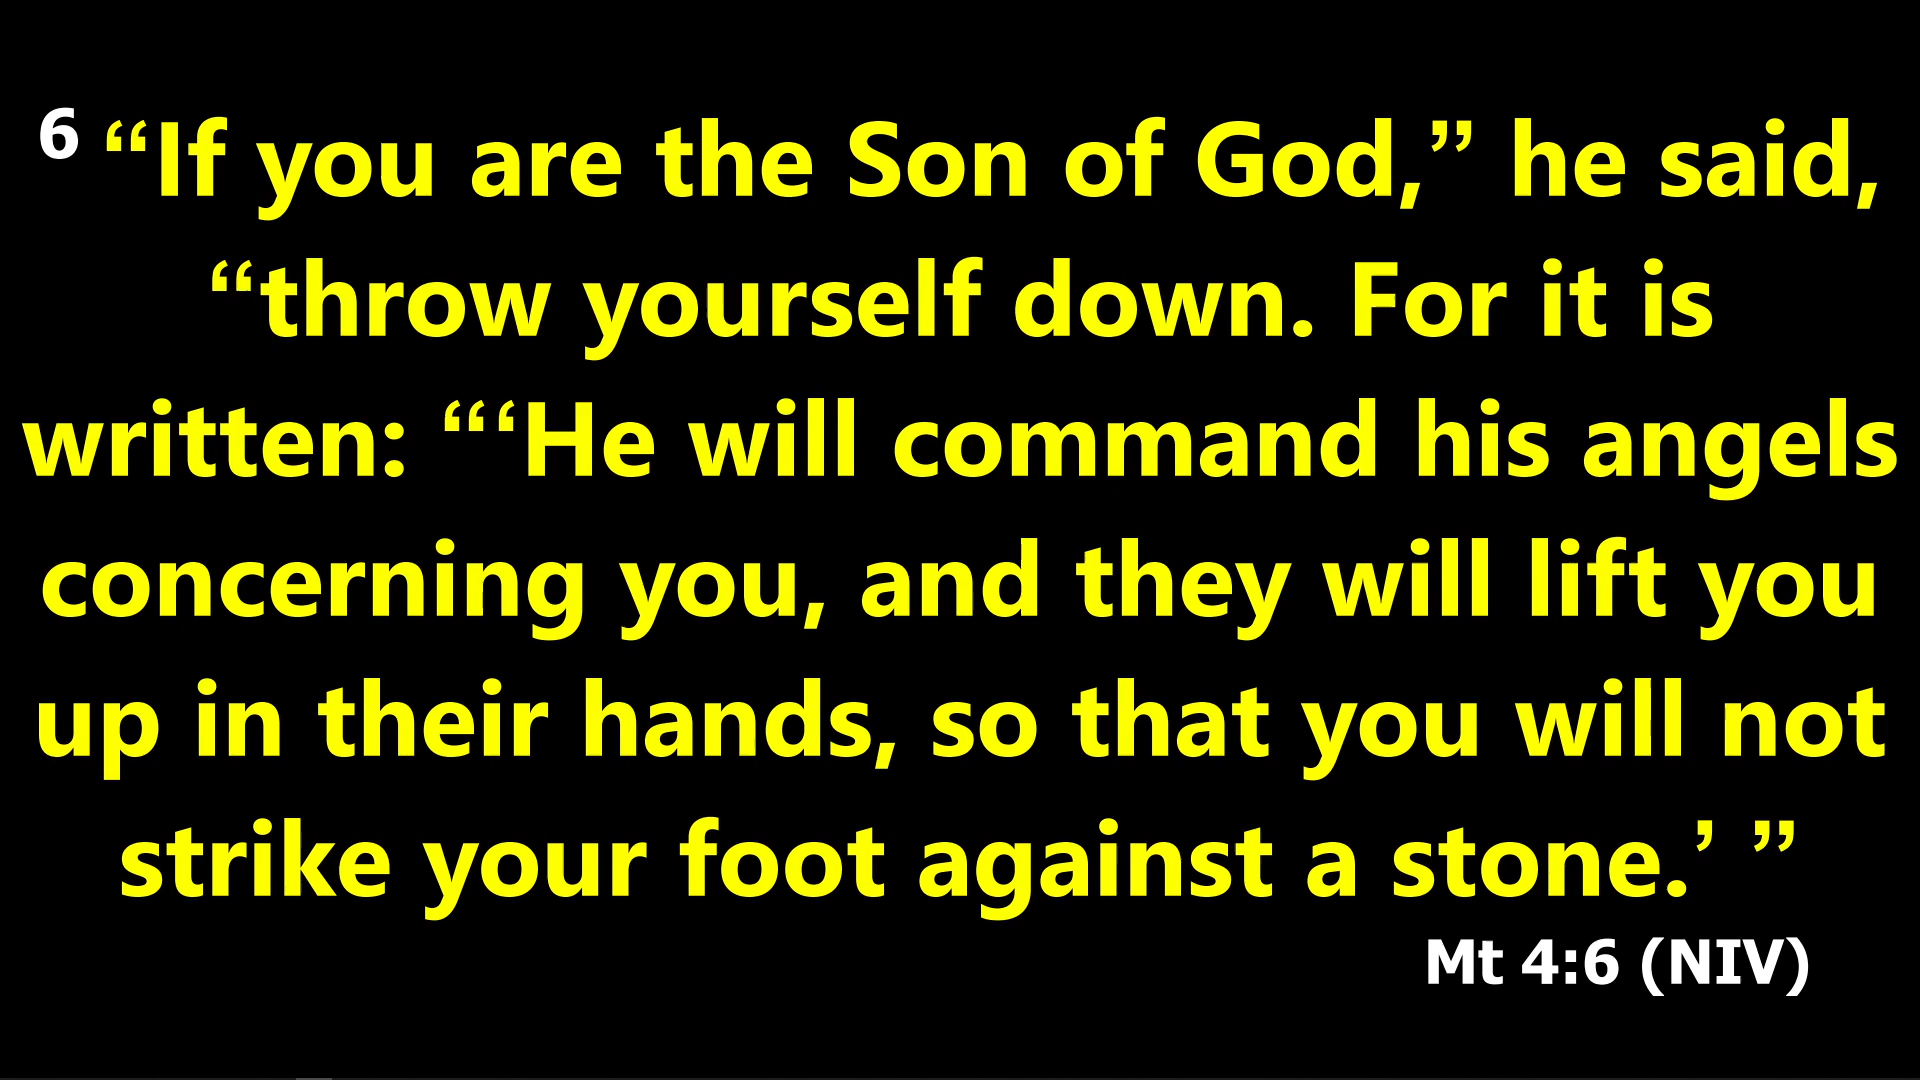 6 “If you are the Son of God,” he said,
“throw yourself down. For it is
written: “‘He will command his angels
concerning you, and they will lift you
up in their hands, so that you will not
strike your foot against a stone.’ ”
Mt 4:6 (NIV)